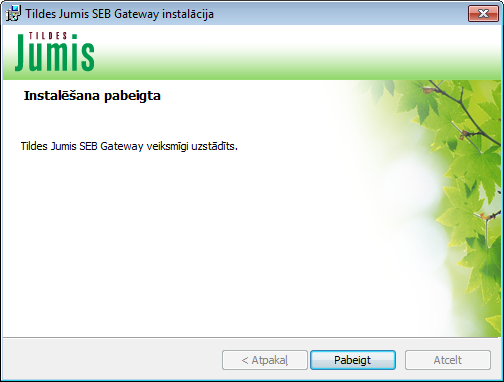 Tildes Jumis SEB Gateway instalācija
TILDES
Jumis
Instalēšana pabeigta
Tildes Jumis SEB Gateway veiksmīgi uzstādīts.
< Atpakaļ
Pabeigt
Atcelt